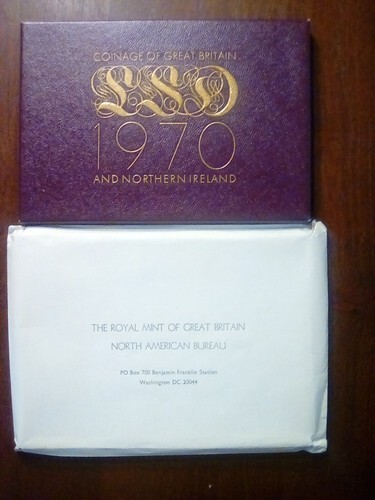 COINAGE OF GREAT BRITAIN
LSD
1970
AND NORTHERN IRELAND
THE ROYAL MINT OF GREAT BRITAIN
NORTH AMERICAN BUREAU
PO Box 700 Benjamin Franklin Station
Washington DC 20044